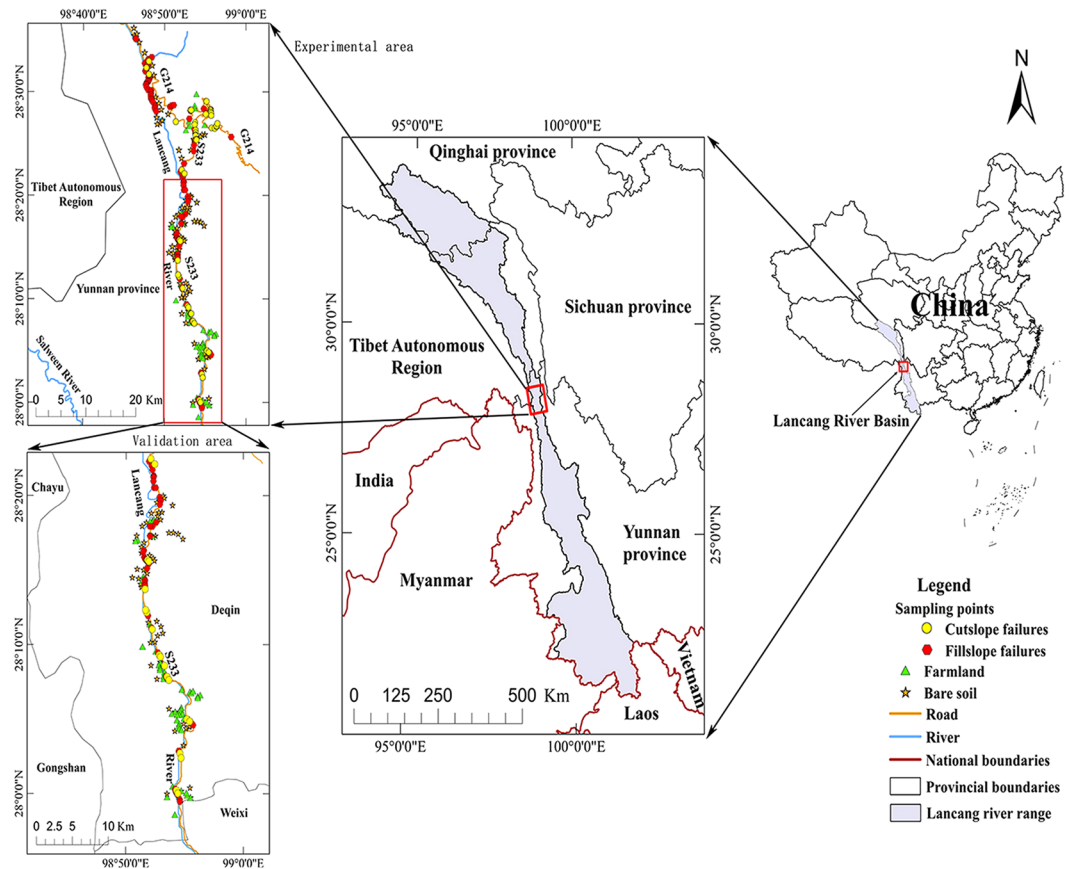 98°40'0"E 98°50'0"E 99°0'0"E
28°30'0"N
28°20'0"N
28°10'0"N
28°0'0"N
G214
G214
Lancang
S233
Tibet Autonomous
Region
River
S233
Yunnan province
Salween River
0 5 10 20 Km
Experimental area
Validation area
28°20'0"N
28°10'0"N
28°0'0"N
Chayu
Lancang
Deqin
S233
Gongshan
River
Weixi
0 2.5 5 10 Km
98°50'0"E 99°0'0"E
95°0'0"E 100°0'0"E
Qinghai province
Sichuan province
30°0'0"N
30°0'0"N
Tibet Autonomous
Region
India
25°0'0"N
25°0'0"N
Yunnan
province
Myanmar
Vietnam
Laos
0 125 250 500 Km
95°0'0"E 100°0'0"E
N
China
Lancang River Basin
Legend
Sampling points
Cutslope failures
Fillslope failures
Farmland
Bare soil
Road
River
National boundaries
Provincial boundaries
Lancang river range